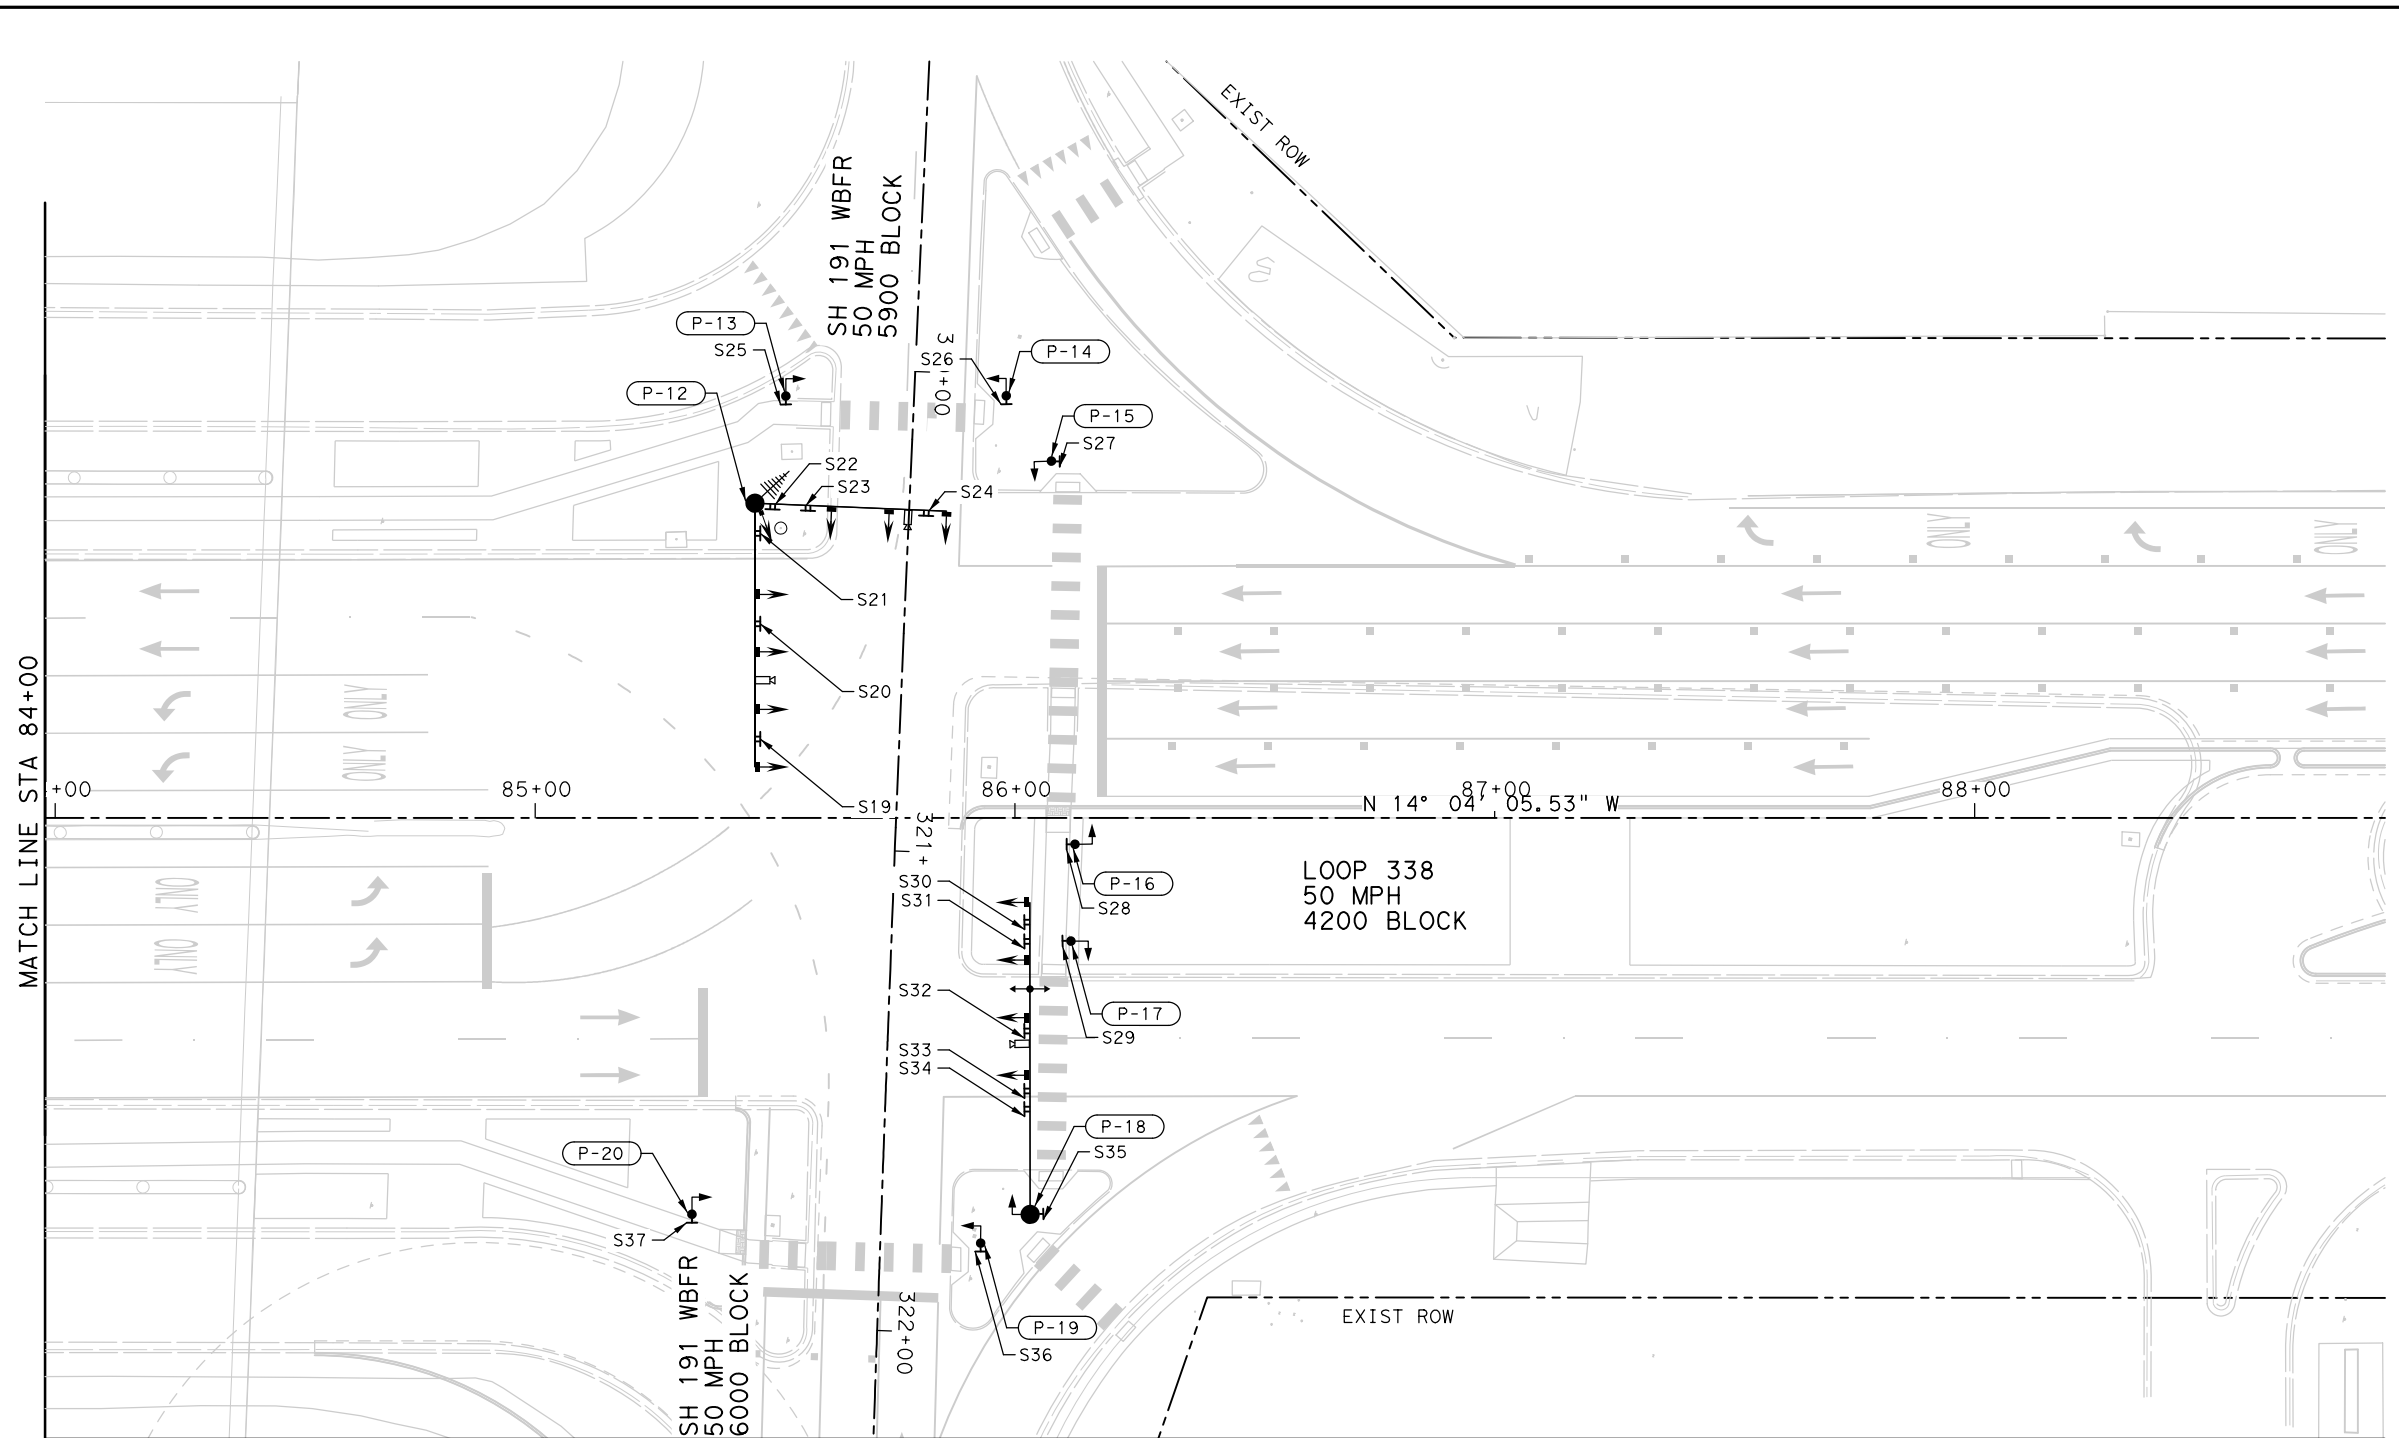 EXIST ROW
SH 191 WBFR
50 MPH
5900 BLOCK
P-13
S25
P-12
S26
P-14
P-15
S27
3
+00
S22
S23
S24
ONLY
ONLY
S21
S20
S19
ONLY
ONLY
MATCH LINE STA 84+00
+00
85+00
86+00
87+00
88+00
N 14° 04' 05.53" W
321+
P-16
S28
LOOP 338
50 MPH
4200 BLOCK
S30
S31
S32
S33
S34
ONLY
ONLY
P-17
S29
P-18
S35
P-20
S37
P-19
S36
SH 191 WBFR
50 MPH
6000 BLOCK
322+00
EXIST ROW